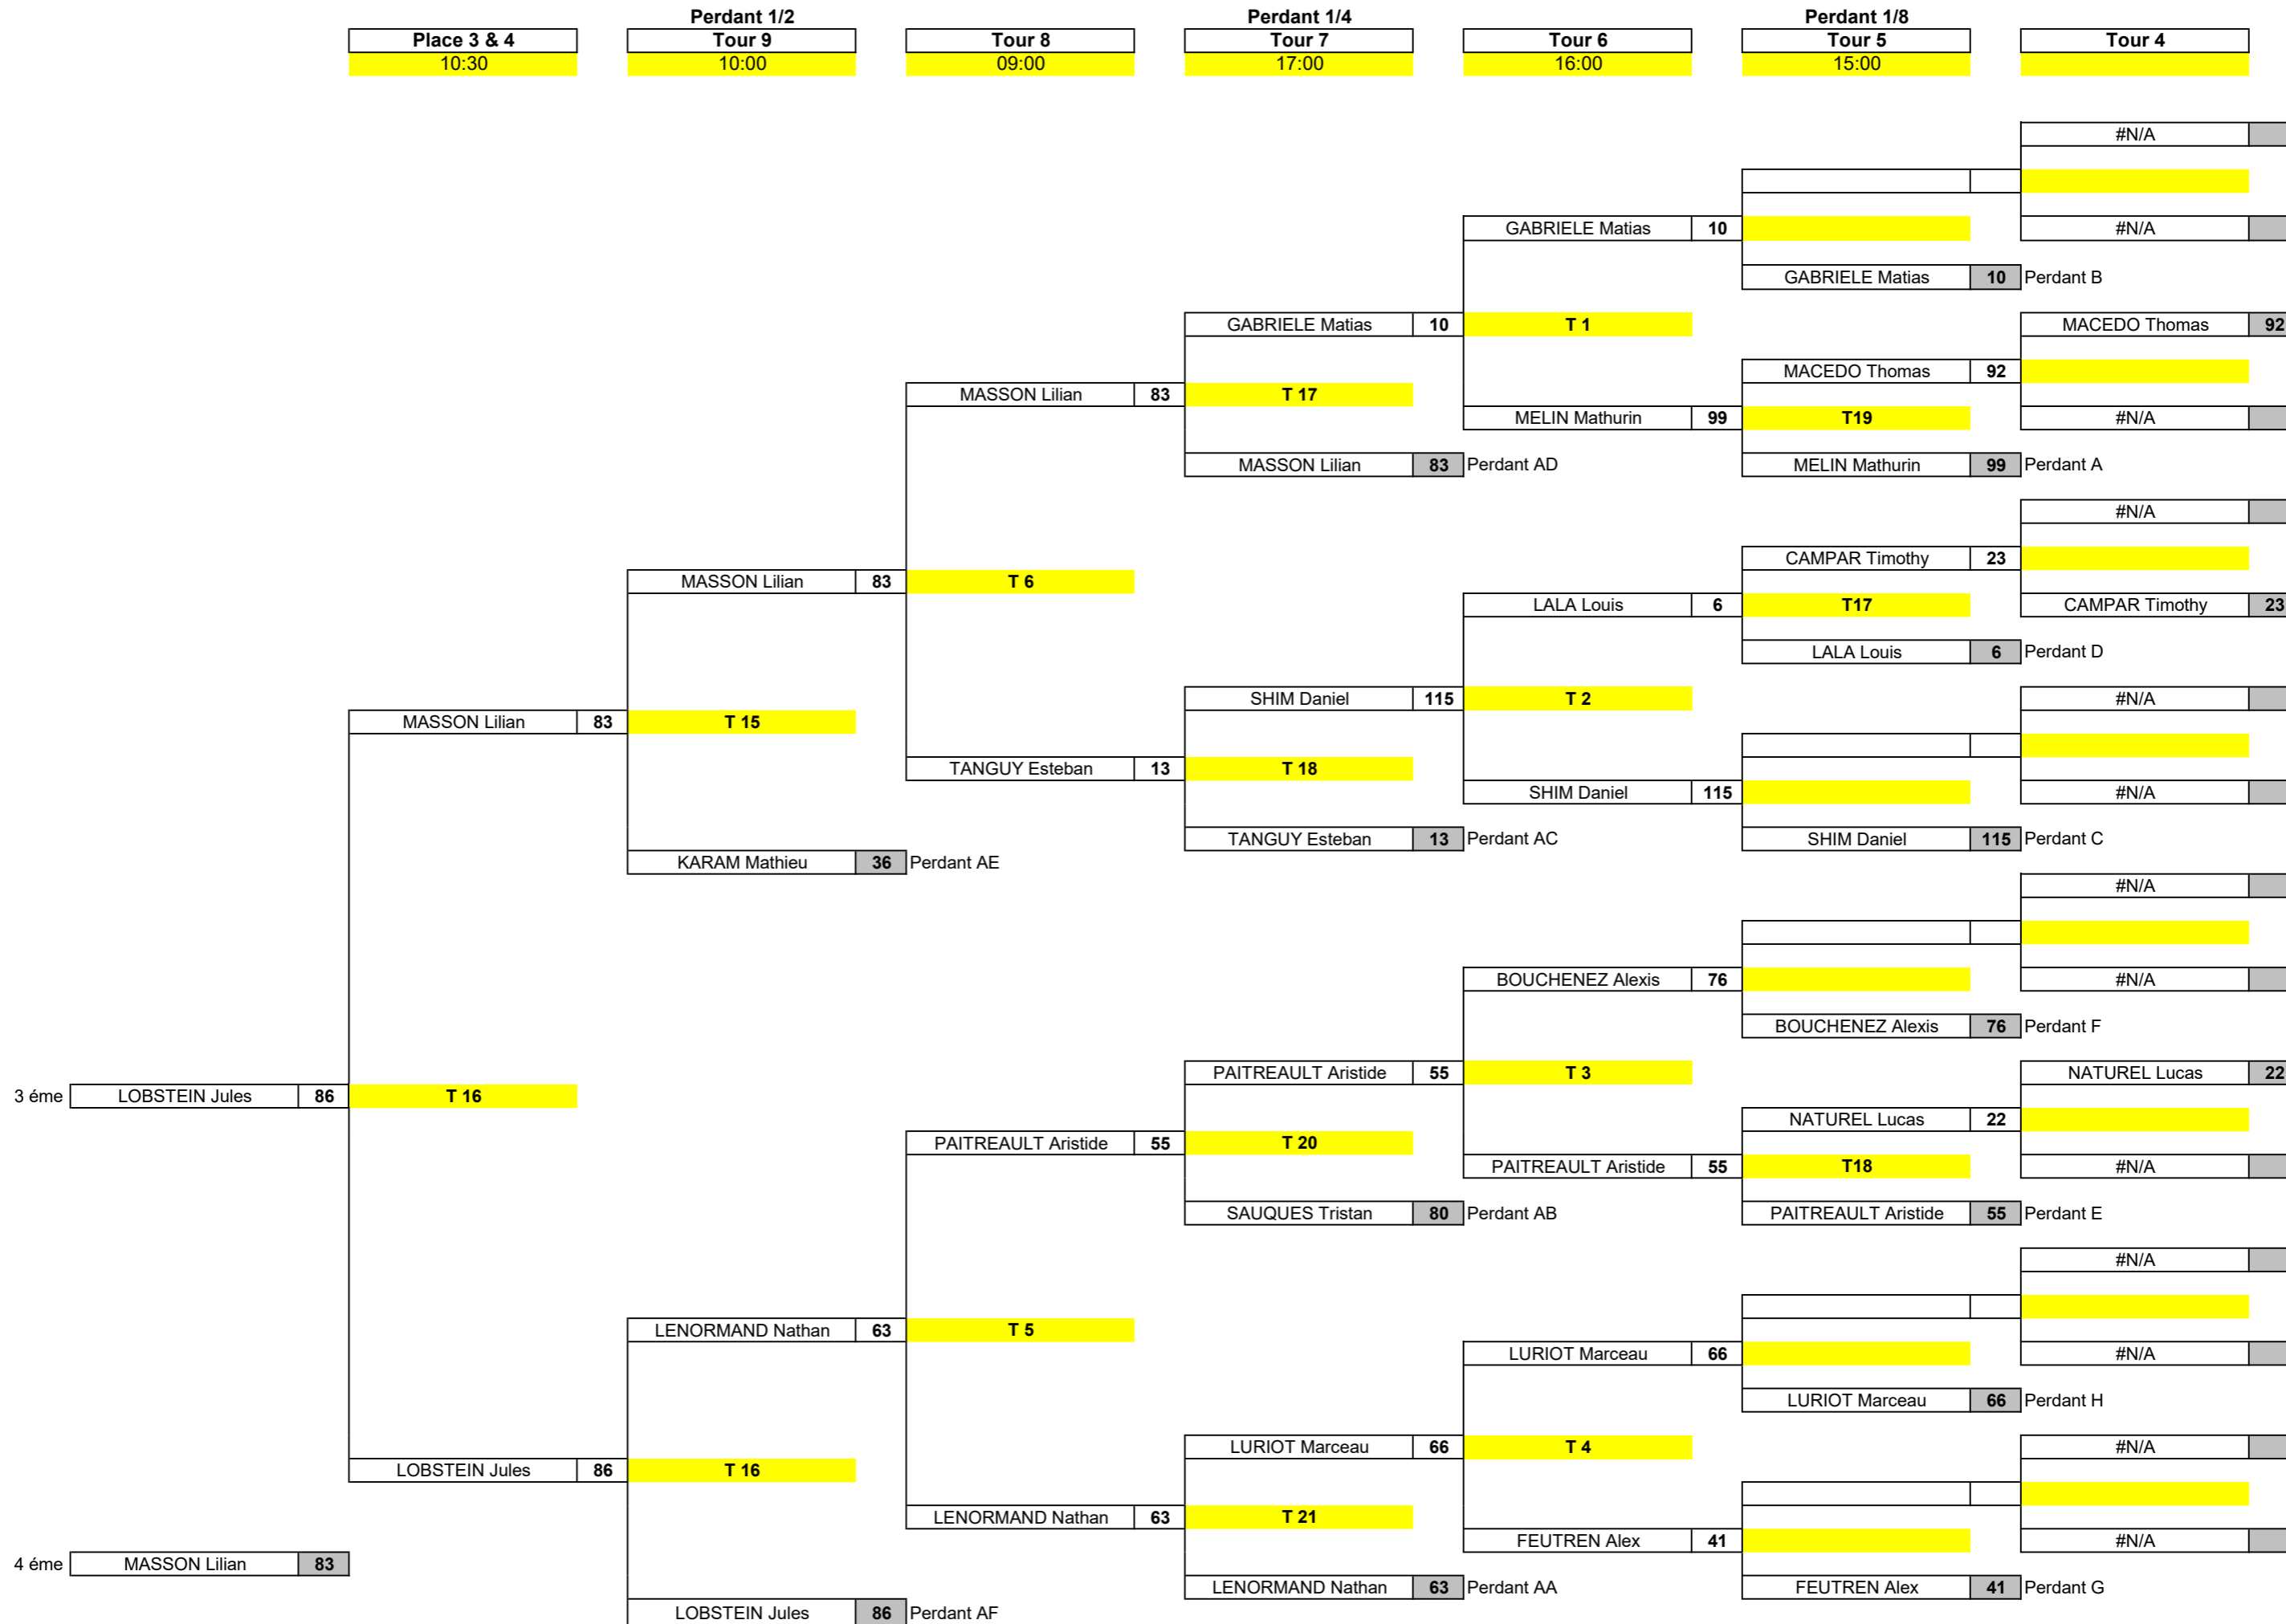 Perdant 1/2 Perdant 1/4 Perdant 1/8
Place 3 & 4 Tour 9 Tour 8 Tour 7 Tour 6 Tour 5 Tour 4
10:30 10:00 09:00 17:00 16:00 15:00
#N/A
GABRIELE Matias 10 #N/A
GABRIELE Matias 10 Perdant B
GABRIELE Matias 10 T 1 MACEDO Thomas 92
MACEDO Thomas 92
MASSON Lilian 83 T 17
MELIN Mathurin 99 T19 #N/A
MASSON Lilian 83 Perdant AD MELIN Mathurin 99 Perdant A
#N/A
CAMPAR Timothy 23
MASSON Lilian 83 T 6
LALA Louis 6 T17 CAMPAR Timothy 23
LALA Louis 6 Perdant D
SHIM Daniel 115 T 2 #N/A
MASSON Lilian 83 T 15
TANGUY Esteban 13 T 18
SHIM Daniel 115 #N/A
TANGUY Esteban 13 Perdant AC SHIM Daniel 115 Perdant C
KARAM Mathieu 36 Perdant AE
#N/A
BOUCHENEZ Alexis 76 #N/A
BOUCHENEZ Alexis 76 Perdant F
PAITREAULT Aristide 55 T 3 NATUREL Lucas 22
3 éme LOBSTEIN Jules 86 T 16
NATUREL Lucas 22
PAITREAULT Aristide 55 T 20
PAITREAULT Aristide 55 T18 #N/A
SAUQUES Tristan 80 Perdant AB PAITREAULT Aristide 55 Perdant E
#N/A
LENORMAND Nathan 63 T 5
LURIOT Marceau 66 #N/A
LURIOT Marceau 66 Perdant H
LURIOT Marceau 66 T 4 #N/A
LOBSTEIN Jules 86 T 16
LENORMAND Nathan 63 T 21
FEUTREN Alex 41 #N/A
4 éme MASSON Lilian 83
LENORMAND Nathan 63 Perdant AA FEUTREN Alex 41 Perdant G
LOBSTEIN Jules 86 Perdant AF